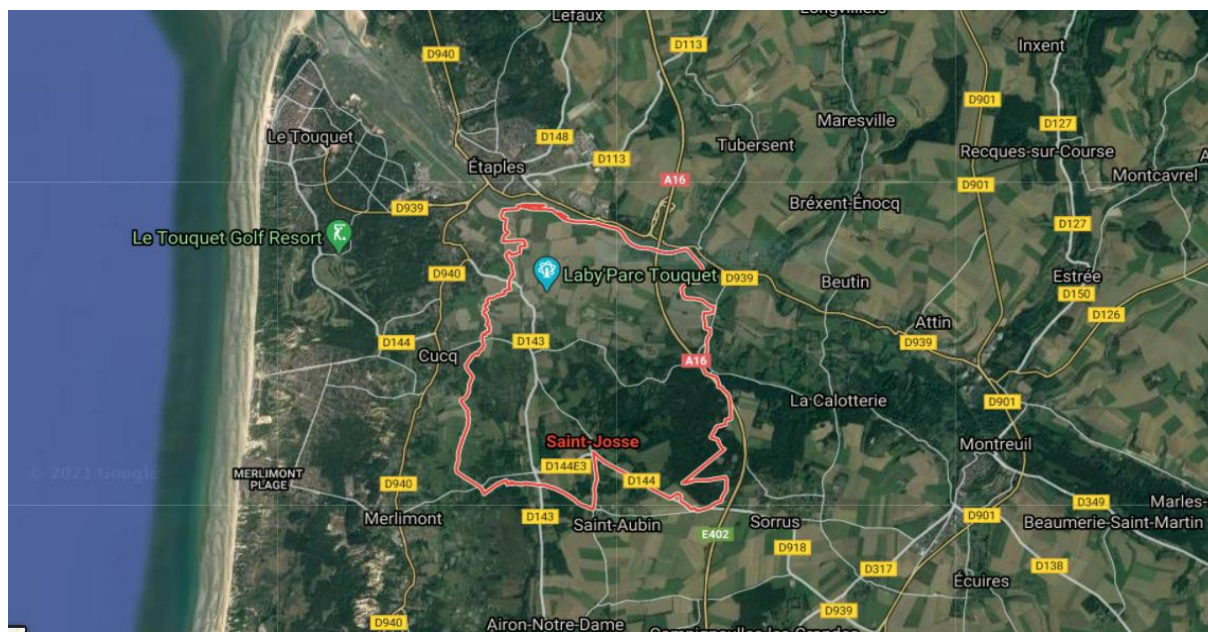 Lefaux
D113
D940
Inxent
D901
Maresville
D127
Le Touquet
D148
Tubersent
Recques-sur-Course
D113
Étaples
Montcavrel
A16
D901
D939
Bréxent-Énocq
D127
Le Touquet Golf Resort
D940
Laby'Parc Touquet
D939
Beutin
Estrée
D150
D126
Attin
D144
D143
D939
Cucq
A16
La Calotterie
D901
Saint-Josse
Montreuil
© 2021 Google
MERLIMONT
PLAGE
D144E3
D144
D940
D349
Marles-
Merlimont
D143
Saint-Aubin
Sorrus
D901
Beaumerie-Saint-Martin
E402
D918
D317
D138
Écuires
D939
Airon-Notre-Dame
D940